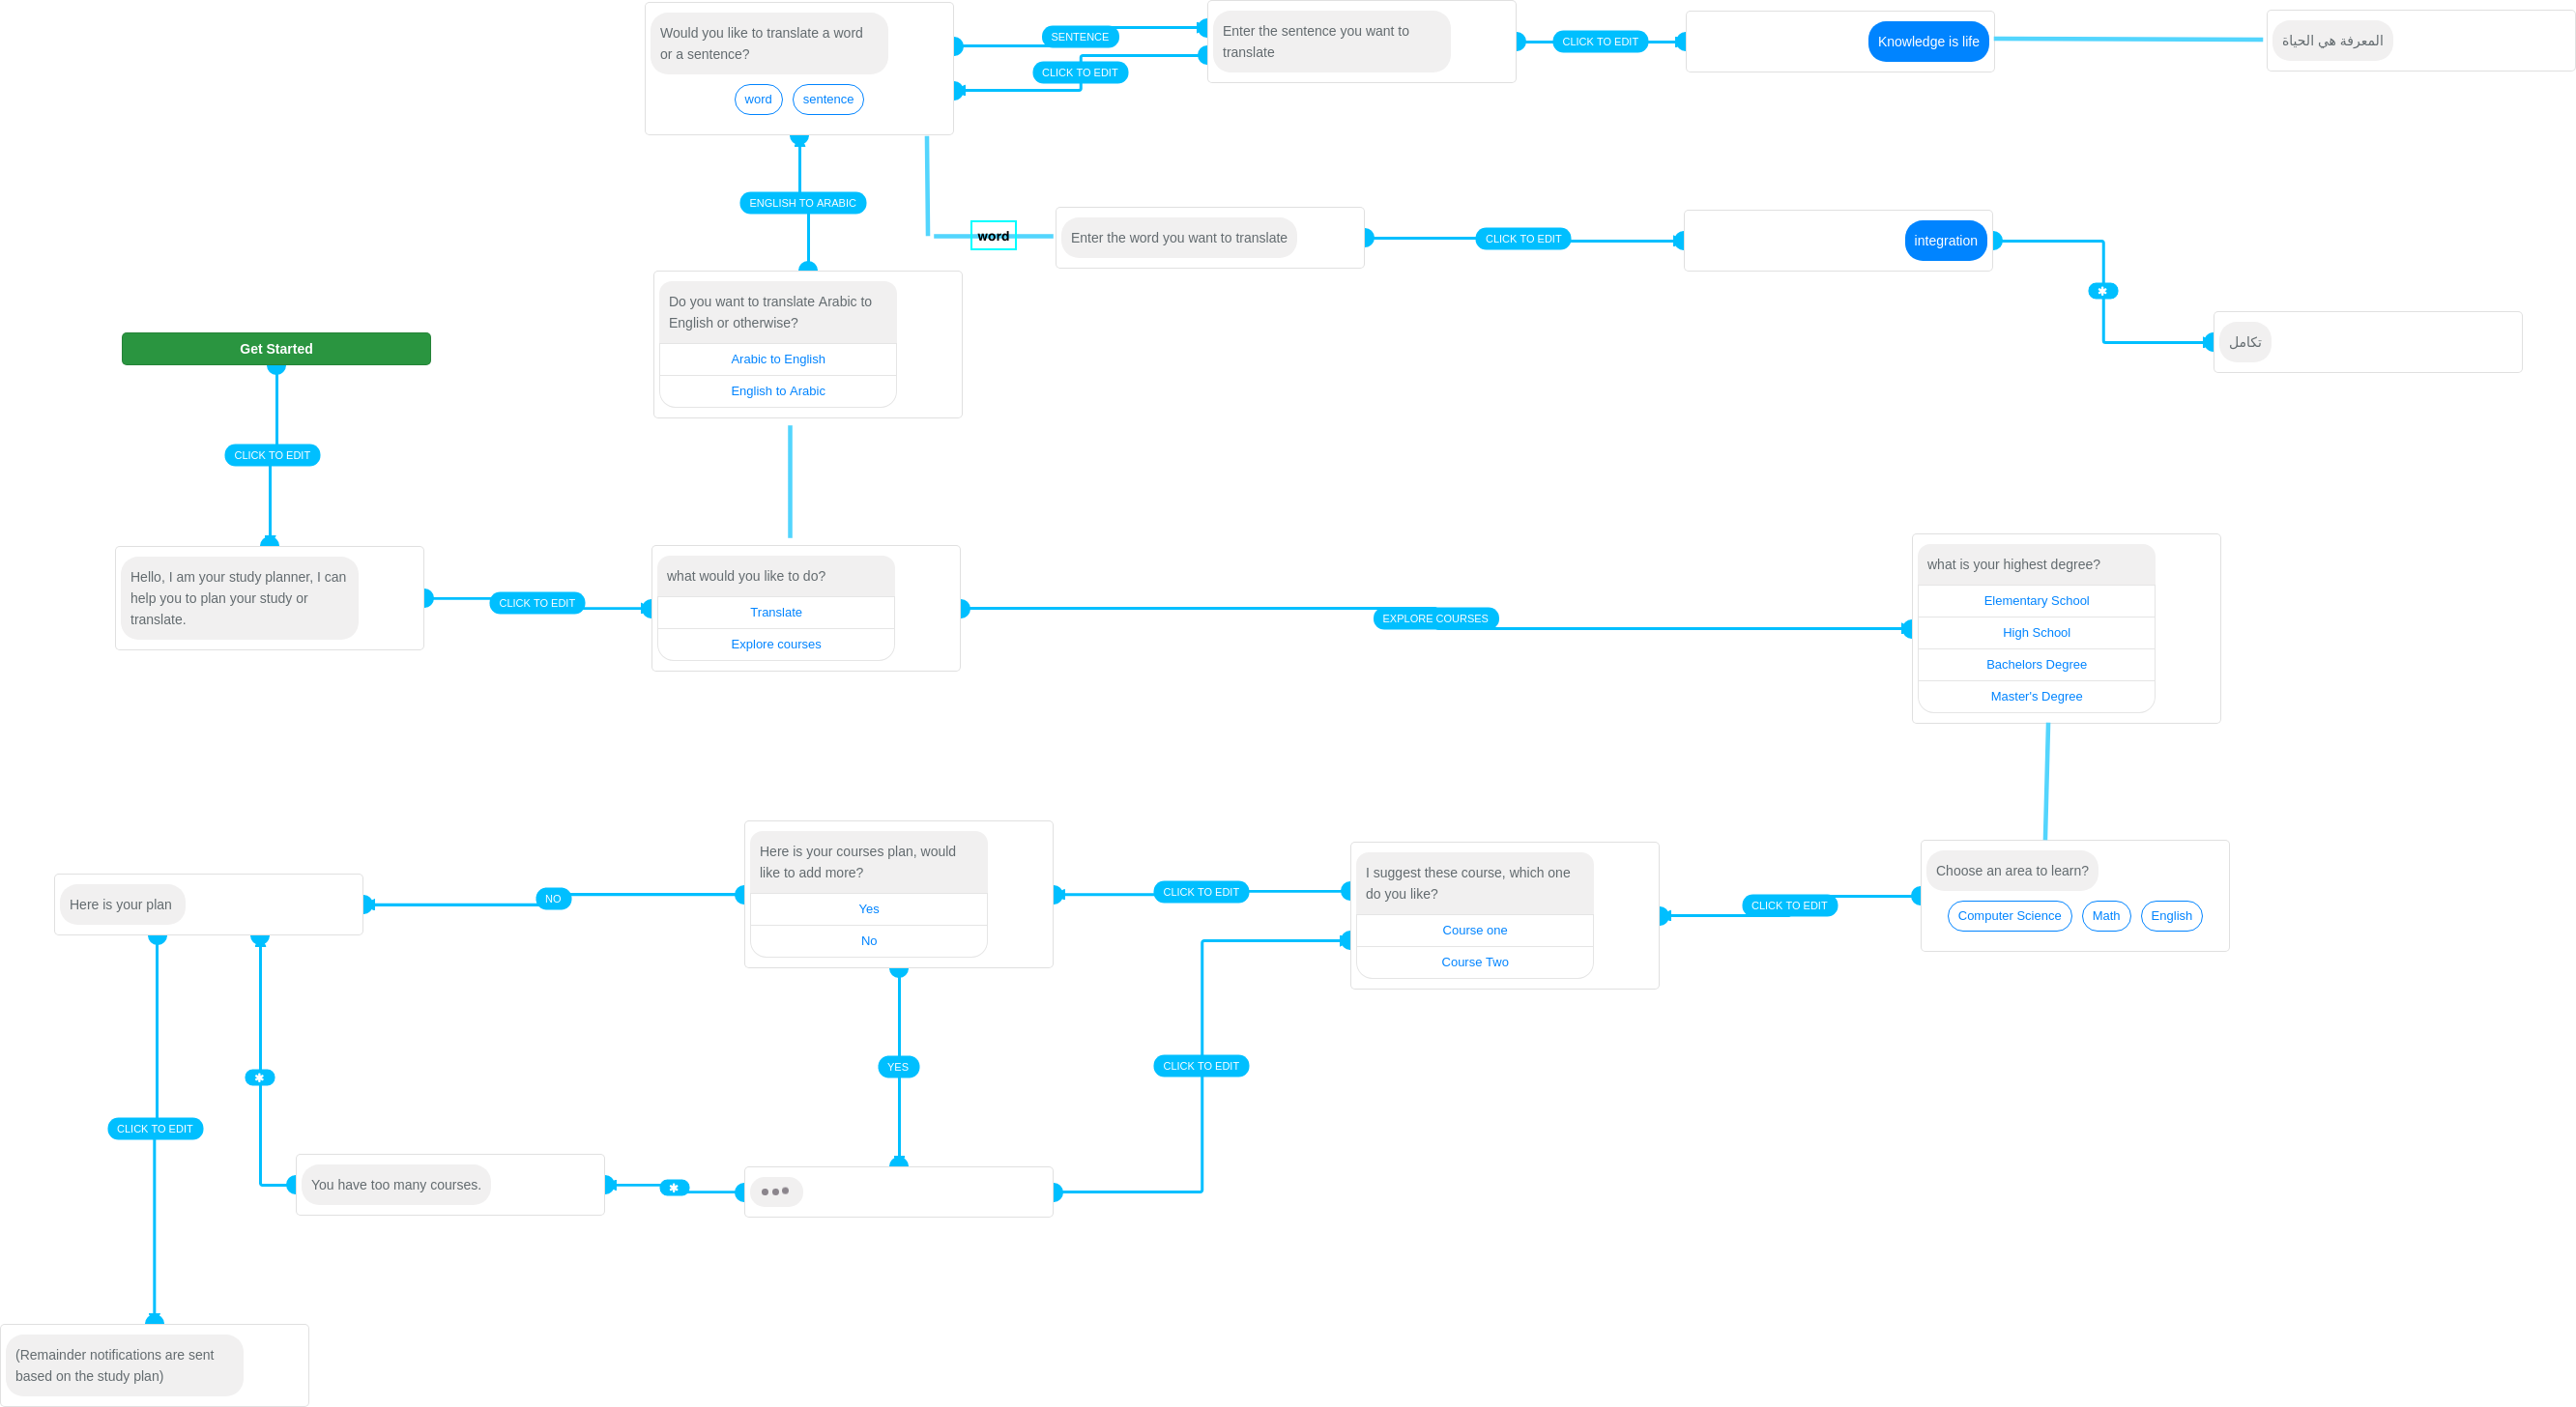 Would you like to translate a word
or a sentence?
word
sentence
SENTENCE
CLICK TO EDIT
Enter the sentence you want to
translate
CLICK TO EDIT
Knowledge is life
المعرفة هي الحياة
ENGLISH TO ARABIC
word
Enter the word you want to translate
CLICK TO EDIT
integration
✱
تكامل
Do you want to translate Arabic to
English or otherwise?
Arabic to English
English to Arabic
Get Started
CLICK TO EDIT
Hello, I am your study planner, I can
help you to plan your study or
translate.
CLICK TO EDIT
what would you like to do?
Translate
Explore courses
EXPLORE COURSES
what is your highest degree?
Elementary School
High School
Bachelors Degree
Master's Degree
Choose an area to learn?
Computer Science
Math
English
CLICK TO EDIT
I suggest these course, which one
do you like?
Course one
Course Two
CLICK TO EDIT
Here is your courses plan, would
like to add more?
Yes
No
NO
Here is your plan
YES
CLICK TO EDIT
✱
You have too many courses.
✱
CLICK TO EDIT
(Remainder notifications are sent
based on the study plan)